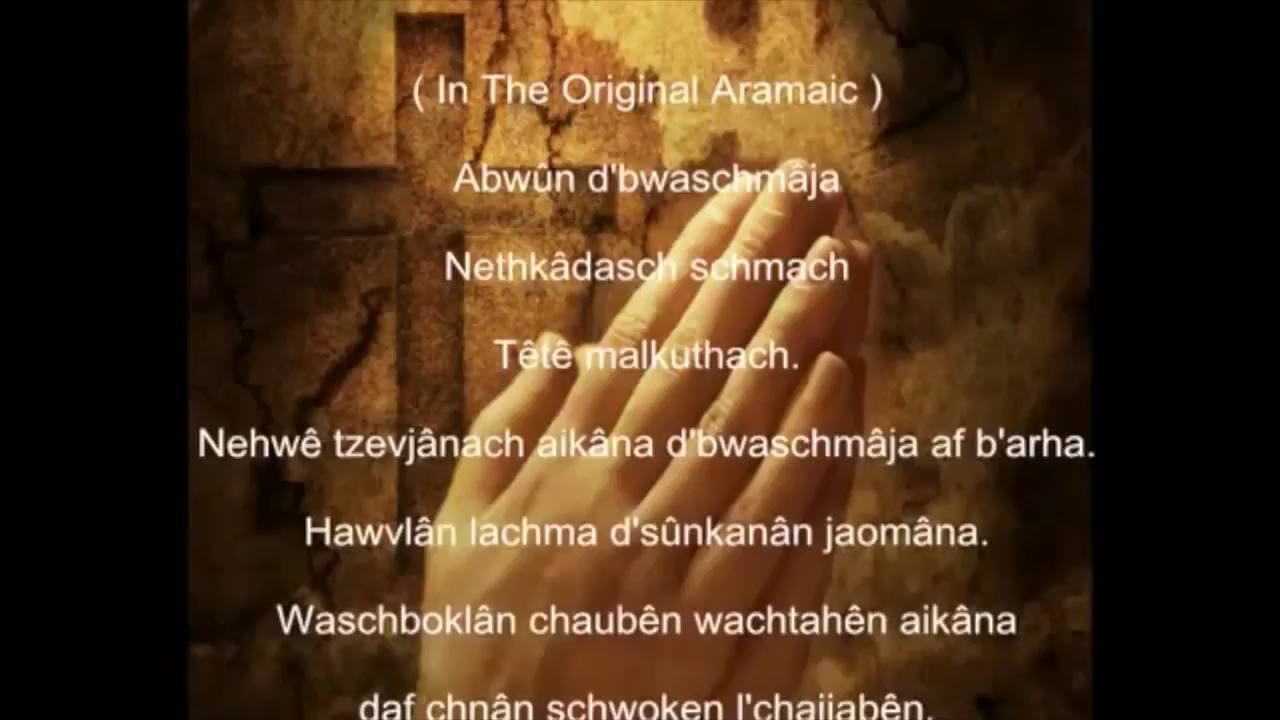 ( In The Original Aramaic )
Abwûn d'bwaschmâja
Nethkâdasch schmach
Têtê malkuthach.
Nehwê tzevjânach aikâna d'bwaschmâja af b'arha.
Hawvlân lachma d'sûnkanân jaomâna.
Waschboklân chaubên wachtahên aikâna
daf chnân schwoken l'chaijabên.